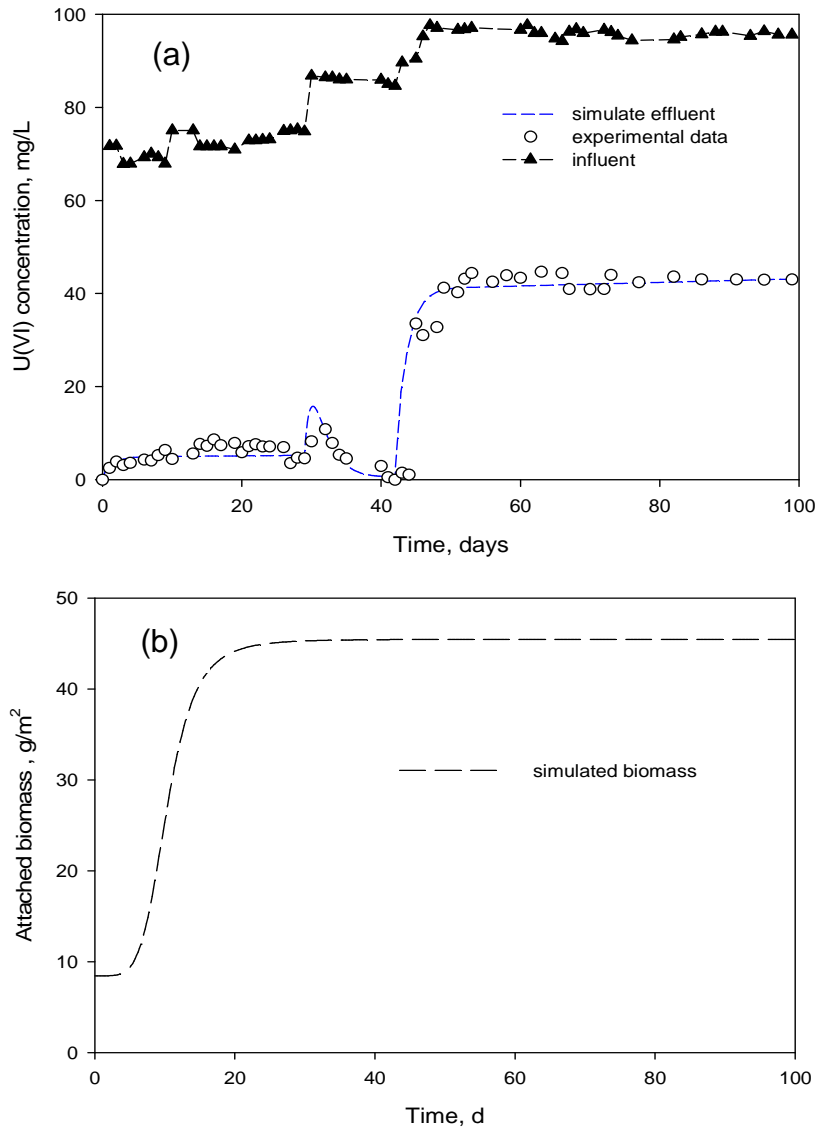 (a)
U(VI) concentration, mg/L
100
80
60
40
20
0
simulate effluent
experimental data
influent
0 20 40 60 80 100
Time, days
(b)
Attached biomass , g/m²
50
40
30
20
10
0
simulated biomass
0 20 40 60 80 100
Time, d